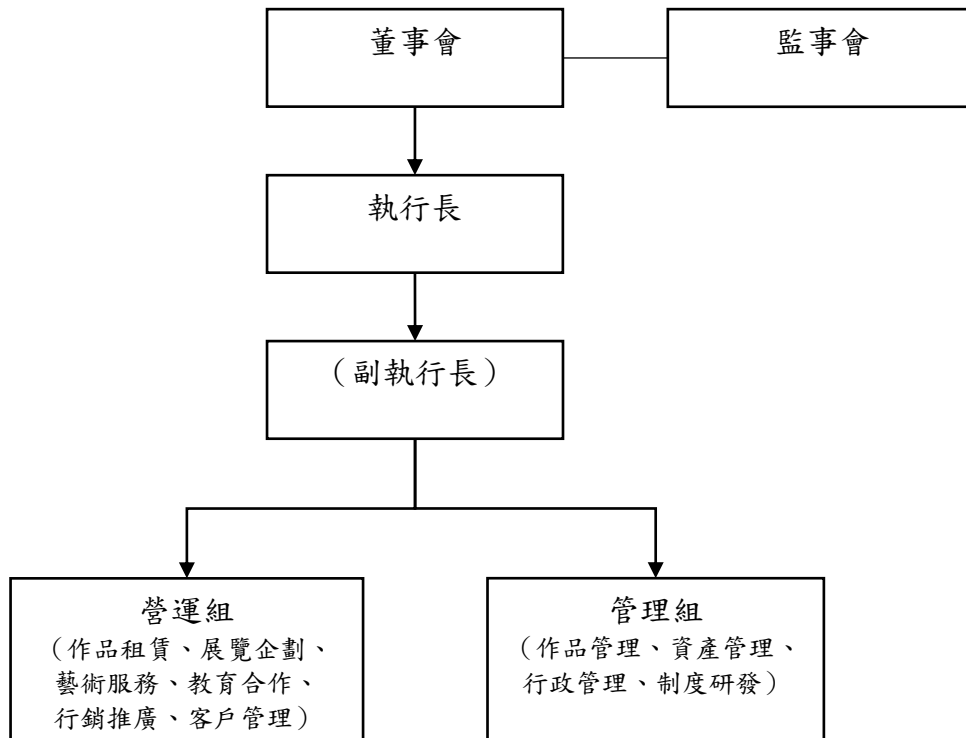 董事會
監事會
執行長
（副執行長）
營運組
（作品租賃、展覽企劃、
藝術服務、教育合作、
行銷推廣、客戶管理）
管理組
（作品管理、資產管理、
行政管理、制度研發）